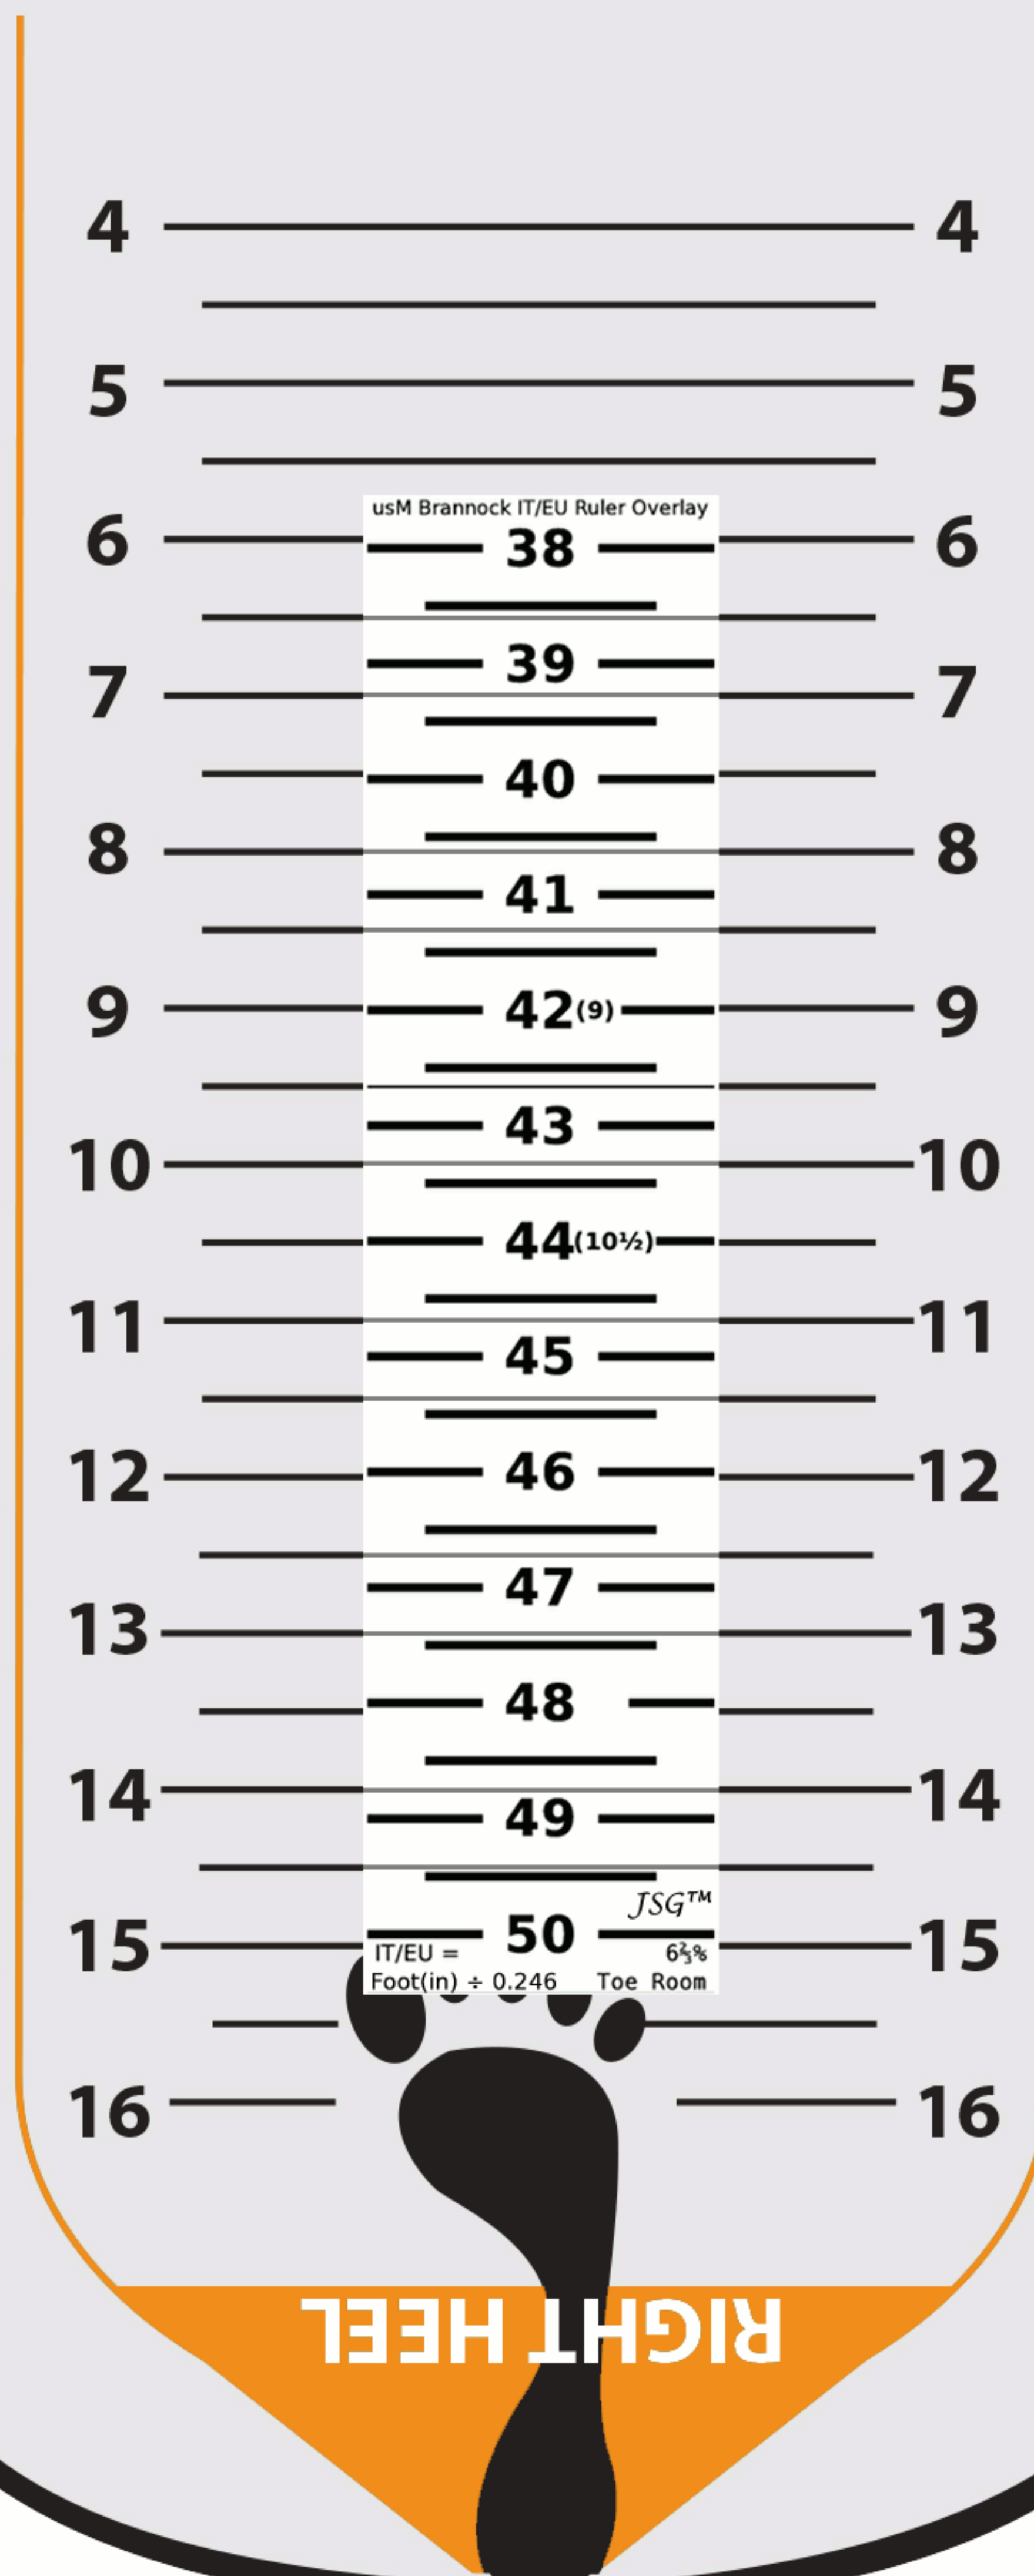 4 4
5 5
usM Brannock IT/EU Ruler Overlay
6 38 6
39
7 7
40
8 8
41
9 42(9) 9
43
10 10
44(10½)
11 11
45
12 46 12
47
13 13
48
14 14
49
JSG™
15 50 15
IT/EU = 6⅔%
Foot(in) ÷ 0.246 Toe Room
16 16
RIGHT HEEL